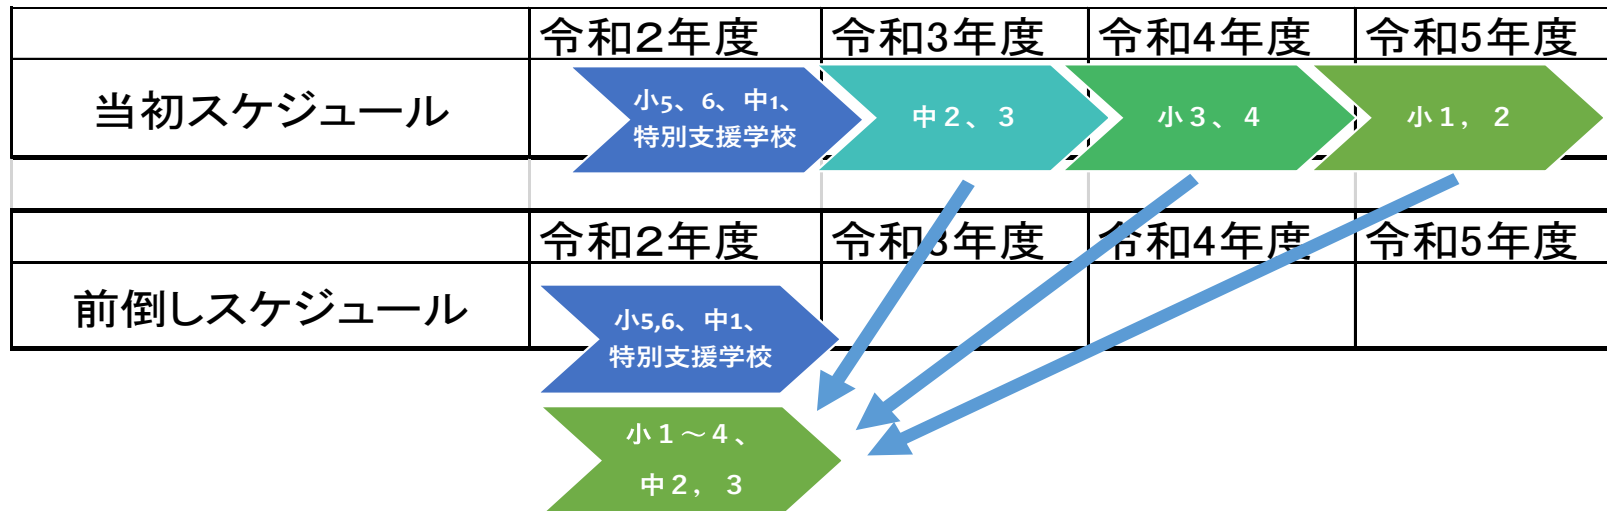 令和２年度 令和3年度 令和4年度 令和5年度
当初スケジュール
小5、6、中1、
特別支援学校
中２、３
小３、４
小１，２
令和２年度 令和3年度 令和4年度 令和5年度
前倒しスケジュール
小5,6、中1、
特別支援学校
小１～４、
中２，３